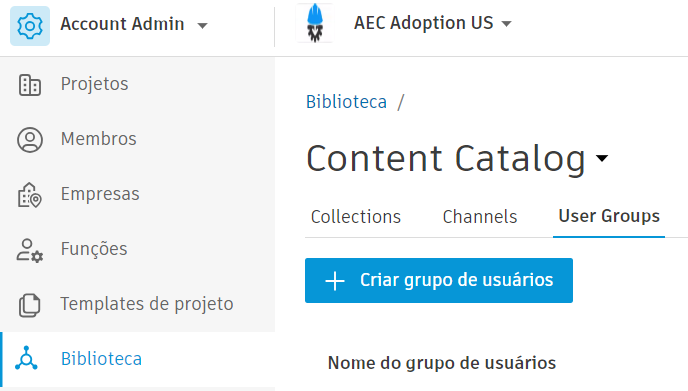 Account Admin
AEC Adoption US
Projetos
Membros
Empresas
Funções
Templates de projeto
Biblioteca
Biblioteca /
Content Catalog
Collections Channels User Groups
Criar grupo de usuários
Nome do grupo de usuários